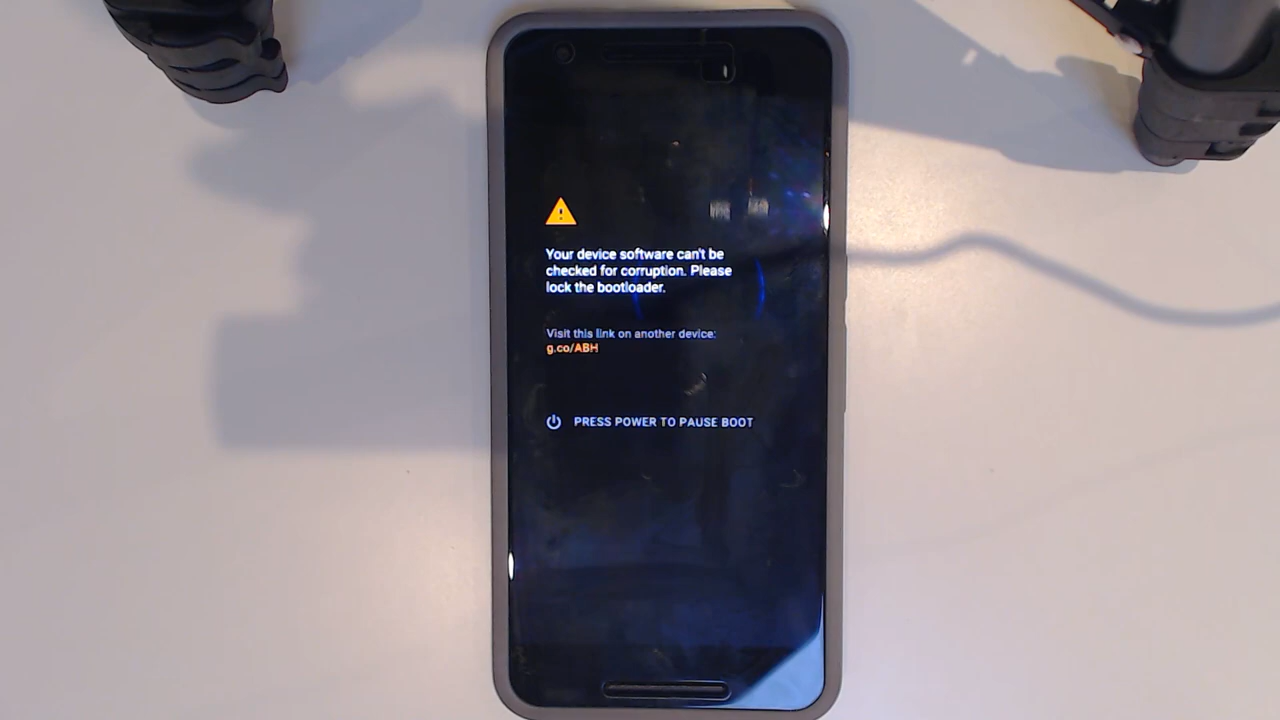 Your device software can't be
checked for corruption. Please
lock the bootloader.
Visit this link on another device:
g.co/ABH
PRESS POWER TO PAUSE BOOT